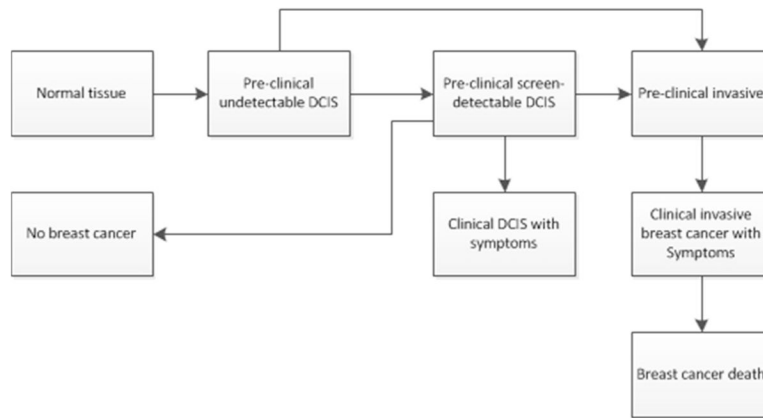 Normal tissue
Pre-clinical
undetectable DCIS
Pre-clinical screen-
detectable DCIS
Pre-clinical invasive
No breast cancer
Clinical DCIS with
symptoms
Clinical invasive
breast cancer with
Symptoms
Breast cancer death